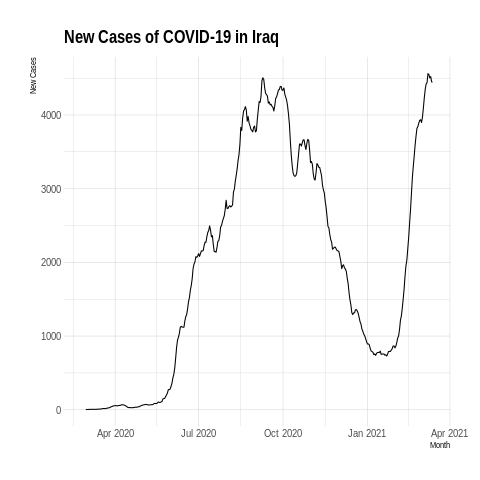 New Cases of COVID-19 in Iraq
New Cases
4000
3000
2000
1000
0
Apr 2020 Jul 2020 Oct 2020 Jan 2021 Apr 2021
Month